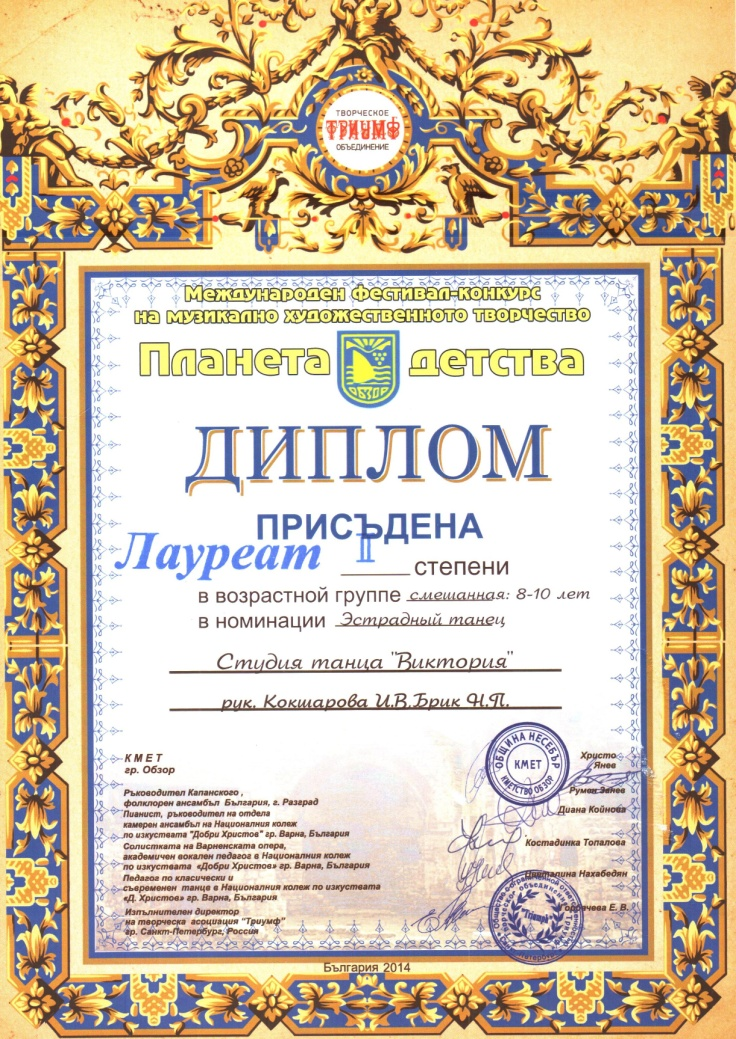 ТВОРЧЕСКОЕ
ТРИУМФ
ОБЪЕДИНЕНИЕ
Международен фестивал-конкурс
на музикално художественното творчество
Планета детства
ОБЗОР
ДИПЛОМ
ПРИСЪДЕНА
Лауреат II степени
в возрастной группе смешанная: 8-10 лет
в номинации Эстрадный танец
Студия танца "Виктория"
рук. Кокшарова И.В.Брик Н.П.
КМЕТ
гр. Обзор
Христо
Янев
ОБЩИНА НЕСЕБЪР
КМЕТ
КМЕТСТВО ОБЗОР
Ръководител Капанского ,
фолклорен ансамбъл България, г. Разарад
Румен Занев
Пианист, ръководител на отдела
камерен ансамбъл на Националния колеж
по изкуствата "Добри Христов" гр. Варна, България
Диана Койнова
Солистката на Варненската опера,
академичен вокален педагог в Националния колеж
по изкуствата «Добри Христов» гр. Варна, България
Костадинка Топалова
Педагог по класически и
съвременен танце в Националния колеж по изкуствата
«Д. Христов» гр. Варна, България
Цветалина Нахабедян
Изпълнителен директор
на творческа асоциация "Триумф"
гр. Санкт-Петербург, Россия
Горячева Е. В.
"Triumph"
България 2014